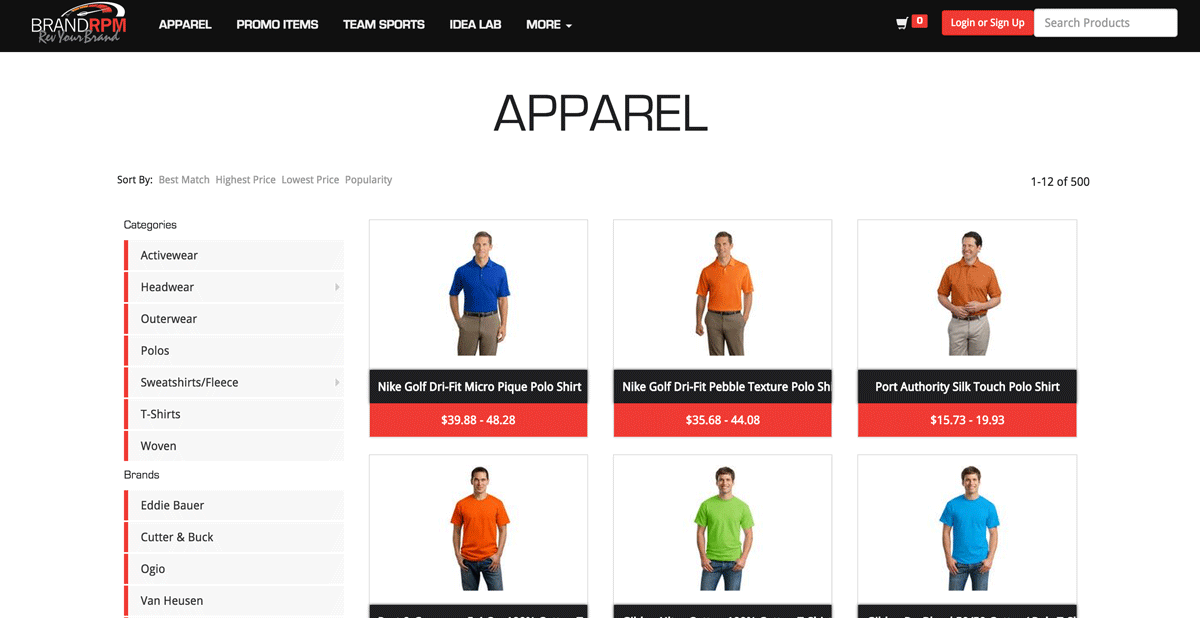 BRANDRPM
Rev Your Brand
APPAREL
PROMO ITEMS
TEAM SPORTS
IDEA LAB
MORE
0
Login or Sign Up
Search Products
APPAREL
Sort By: Best Match Highest Price Lowest Price Popularity
1-12 of 500
Categories
Activewear
Headwear
Outerwear
Polos
Sweatshirts/Fleece
T-Shirts
Woven
Brands
Eddie Bauer
Cutter & Buck
Ogio
Van Heusen
Nike Golf Dri-Fit Micro Pique Polo Shirt
$39.88 - 48.28
Nike Golf Dri-Fit Pebble Texture Polo Sh
$35.68 - 44.08
Port Authority Silk Touch Polo Shirt
$15.73 - 19.93